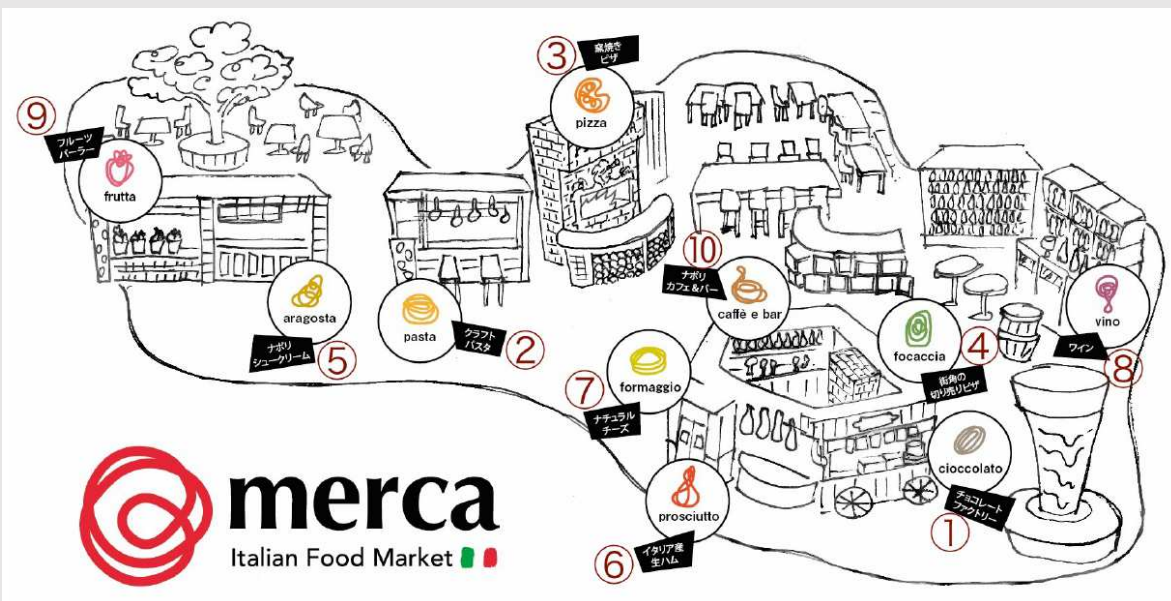 ③
窯焼き
ピザ
pizza
⑨
フルーツ
パーラー
frutta
aragosta
ナポリ
シュークリーム
⑤
pasta
クラフト
パスタ
②
⑩
ナポリ
カフェ&バー
caffè e bar
focaccia
④
街角の
切り売りピザ
vino
ワイン
⑧
⑦
formaggio
ナチュラル
チーズ
prosciutto
⑥
イタリア産
生ハム
cioccolato
チョコレート
ファクトリー
①
merca
Italian Food Market